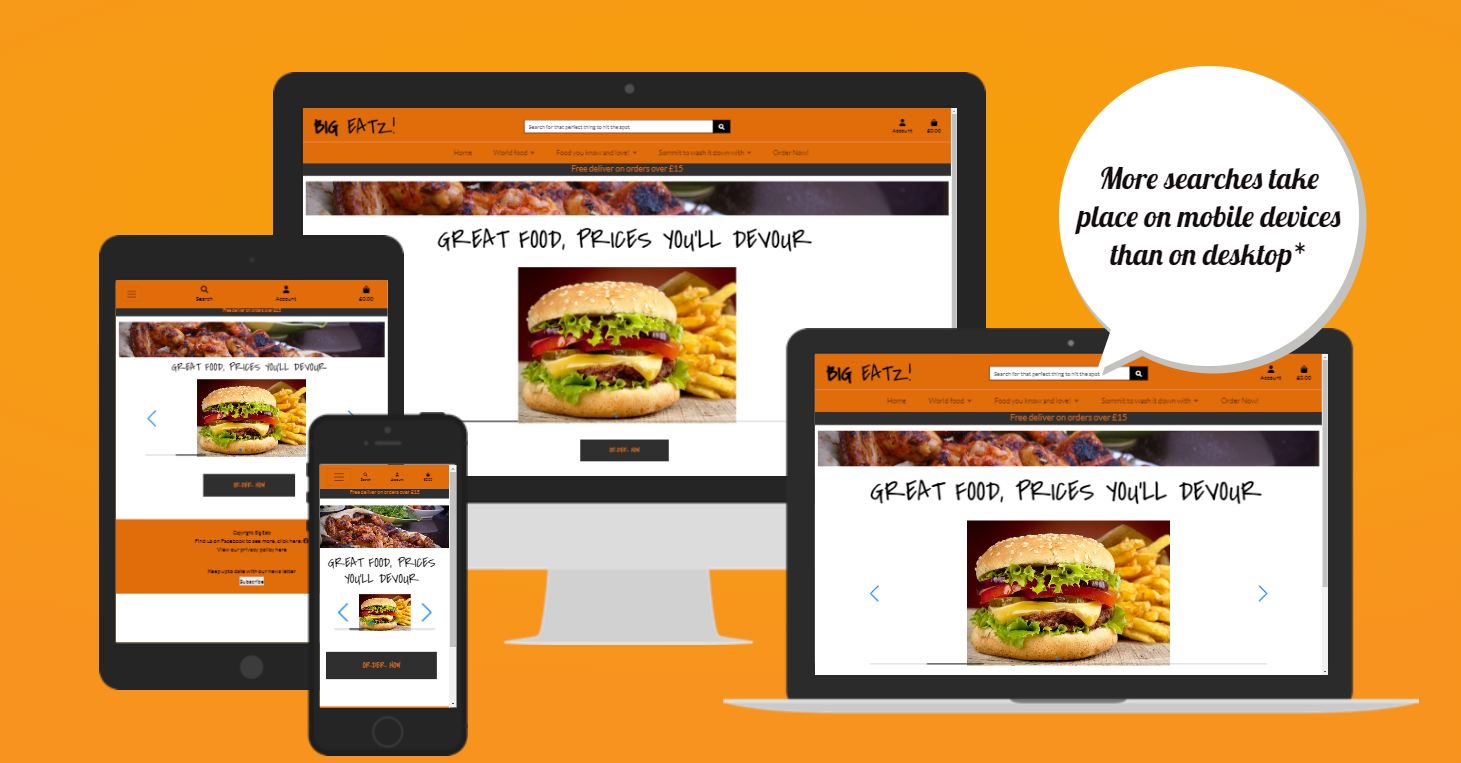 BIG EATZ!
Search for that perfect thing to hit the spot
Account
£0.00
Home World food Food you know and love! Sommit to wash it down with Order Now!
Free deliver on orders over £15
GREAT FOOD, PRICES YOU'LL DEVOUR
ORDER NOW
More searches take
place on mobile devices
than on desktop*
Search Account £0.00
Free deliver on orders over £15
GREAT FOOD, PRICES YOU'LL DEVOUR
ORDER NOW
Copyright Big Eatz
Find us on Facebook to see more, click here:
View our privacy policy here
Keep upto date with our news letter
Subscribe
Search Account £0.00
Free deliver on orders over £15
GREAT FOOD, PRICES
YOU'LL DEVOUR
ORDER NOW
BIG EATZ!
Search for that perfect thing to hit the spot
Account £0.00
Home World food Food you know and love! Sommit to wash it down with Order Now!
Free deliver on orders over £15
GREAT FOOD, PRICES YOU'LL DEVOUR